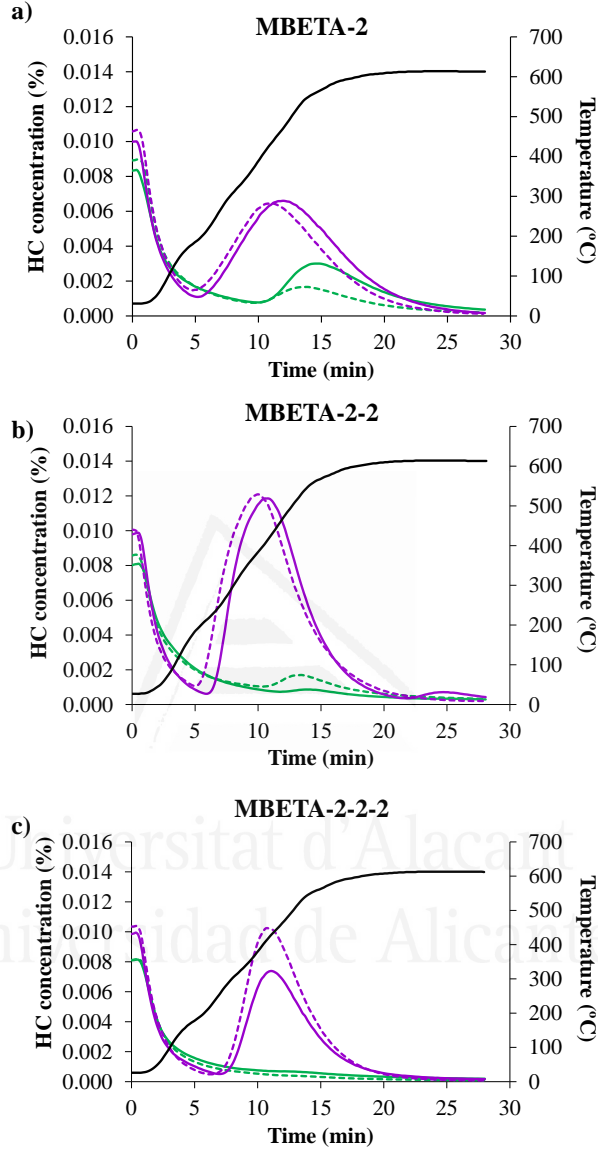 a)
MBETA-2
HC concentration (%)
0.016
0.014
0.012
0.010
0.008
0.006
0.004
0.002
0.000
700
600
500
400
300
200
100
0
Temperature (ºC)
0 5 10 15 20 25 30
Time (min)
b)
MBETA-2-2
HC concentration (%)
0.016
0.014
0.012
0.010
0.008
0.006
0.004
0.002
0.000
700
600
500
400
300
200
100
0
Temperature (ºC)
0 5 10 15 20 25 30
Time (min)
c)
MBETA-2-2-2
HC concentration (%)
0.016
0.014
0.012
0.010
0.008
0.006
0.004
0.002
0.000
700
600
500
400
300
200
100
0
Temperature (ºC)
0 5 10 15 20 25 30
Time (min)
Universitat d'Alacant
Universidad de Alicante